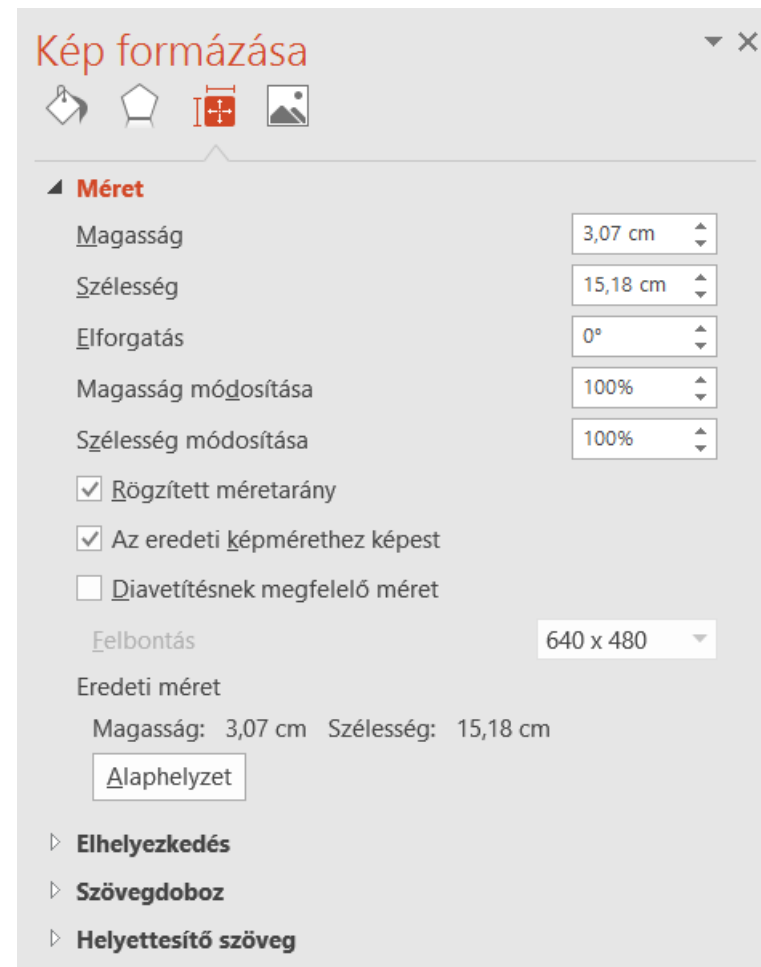 Kép formázása
Méret
Magasság 3,07 cm
Szélesség 15,18 cm
Elforgatás 0°
Magasság módosítása 100%
Szélesség módosítása 100%
Rögzített méretarány
Az eredeti képmérethez képest
Diavetítésnek megfelelő méret
Felbontás 640 x 480
Eredeti méret
Magasság: 3,07 cm Szélesség: 15,18 cm
Alaphelyzet
Elhelyezkedés
Szövegdoboz
Helyettesítő szöveg